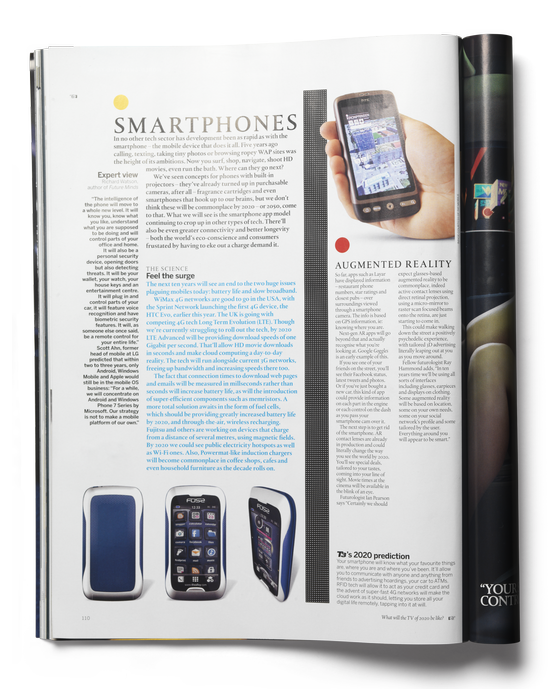 SMARTPHONES
In no other tech sector has development been as rapid as with the
smartphone - the mobile device that does it all. Five years ago
calling, texting, taking tiny photos or browsing ropey WAP sites was
the height of its ambitions. Now you surf, shop, navigate, shoot HD
movies, even run the bath. Where can they go next?
We've seen concepts for phones with built-in
projectors - they've already turned up in purchasable
cameras, after all - fragrance cartridges and even
smartphones that hook up to our brains, but we don't
think these will be commonplace by 2020 - or 2030, come
to that. What we will see is the smartphone app model
continuing to crop up in other types of tech. There'll
also be even greater connectivity and better longevity
- both the world's eco-conscience and consumers
frustrated by having to eke out a charge demand it.
Expert view
Richard Watson,
author of Future Minds
"The intelligence of
the phone will move to
a whole new level. It will
know you, know what
you like, understand
what you are supposed
to be doing and will
control parts of your
office and home.
It will also be a
personal security
device, opening doors
but also detecting
threats. It will be your
wallet, your watch, your
house keys and an
entertainment centre.
It will plug in and
control parts of your
car, it will feature voice
recognition and have
biometric security
features. It will, as
someone else once said,
be a remote control for
your entire life."
Scott Ahn, former
head of mobile at LG
predicted that within
two to three years, only
Android, Windows
Mobile and Apple would
still be in the mobile OS
business: "For a while,
we will concentrate on
Android and Windows
Phone 7 Series by
Microsoft. Our strategy
is not to make a mobile
platform of our own."
THE SCIENCE
Feel the surge
The next ten years will see an end to the two huge issues
plaguing mobiles today: battery life and slow broadband.
WiMax 4G networks are good to go in the USA, with
the Sprint Network launching the first 4G device, the
HTC Evo, earlier this year. The UK is going with
competing 4G tech Long Term Evolution (LTE). Though
we're currently struggling to roll out the tech, by 2020
LTE Advanced will be providing download speeds of one
Gigabit per second. That'll allow HD movie downloads
in seconds and make cloud computing a day-to-day
reality. The tech will run alongside current 3G networks,
freeing up bandwidth and increasing speeds there too.
The fact that connection times to download web pages
and emails will be measured in milliseconds rather than
seconds will increase battery life, as will the introduction
of super-efficient components such as memristors. A
more total solution awaits in the form of fuel cells,
which should be providing greatly increased battery life
by 2020, and through-the-air, wireless recharging.
Fujitsu and others are working on devices that charge
from a distance of several metres, using magnetic fields.
By 2020 we could see public electricity hotspots as well
as Wi-Fi ones. Also, Powermat-like induction chargers
will become commonplace in coffee shops, cafes and
even household furniture as the decade rolls on.
AUGMENTED REALITY
So far, apps such as Layar
have displayed information
- restaurant phone
numbers, star ratings and
closest pubs - over
surroundings viewed
through a smartphone
camera. The info is based
on GPS information, ie
knowing where you are.
Next-gen AR apps will go
beyond that and actually
recognise what you're
looking at. Google Goggles
is an early example of this.
If you see one of your
friends on the street, you'll
see their Facebook status,
latest tweets and photos.
Or if you've just bought a
new car, this kind of app
could provide information
on each part in the engine
or each control on the dash
as you pass your
smartphone cam over it.
The next step is to get rid
of the smartphone. AR
contact lenses are already
in production and could
literally change the way
you see the world by 2020.
You'll see special deals,
tailored to your tastes,
coming into your line of
sight. Movie times at the
cinema will be available in
the blink of an eye.
Futurologist Ian Pearson
says "Certainly we should
expect glasses-based
augmented reality to be
commonplace, indeed
active contact lenses using
direct retinal projection,
using a micro-mirror to
raster scan focused beams
onto the retina, are just
starting to come in.
This could make walking
down the street a positively
psychedelic experience,
with tailored 3D advertising
literally leaping out at you
as you move around.
Fellow futurologist Ray
Hammond adds, "In ten
years time we'll be using all
sorts of interfaces
including glasses, earpieces
and displays on clothing.
Some augmented reality
will be based on location,
some on your own needs,
some on your social
network's profile and some
tailored by the user.
Everything around you
will appear to be smart."
T3's 2020 prediction
Your smartphone will know what your favourite things
are, where you are and where you've been. It'll allow
you to communicate with anyone and anything from
friends to advertising hoardings, your car to ATMs.
RFID tech will allow it to act as your credit card and
the advent of super-fast 4G networks will make the
cloud work as it should, letting you store all your
digital life remotely, tapping into it at will.
116
What will the TV of 2020 be like?
"YOUR
CONT